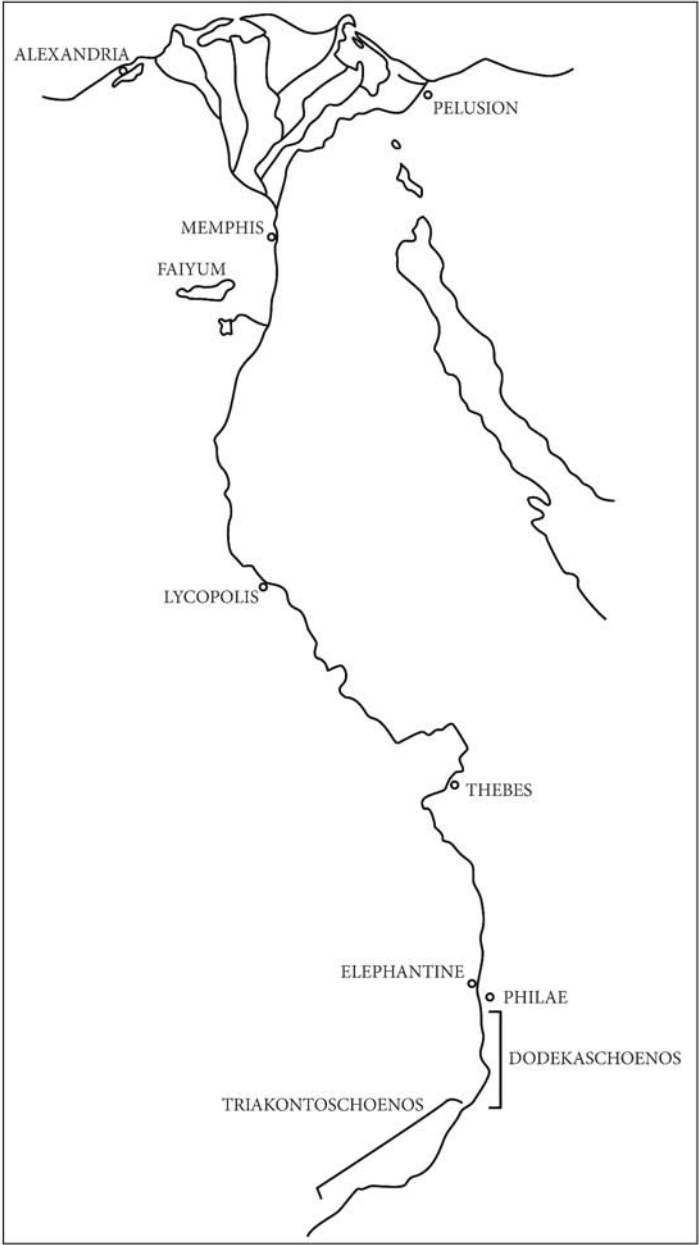 ALEXANDRIA
PELUSION
MEMPHIS
FAIYUM
LYCOPOLIS
THEBES
ELEPHANTINE
PHILAE
DODEKASCHOENOS
TRIAKONTOSCHOENOS